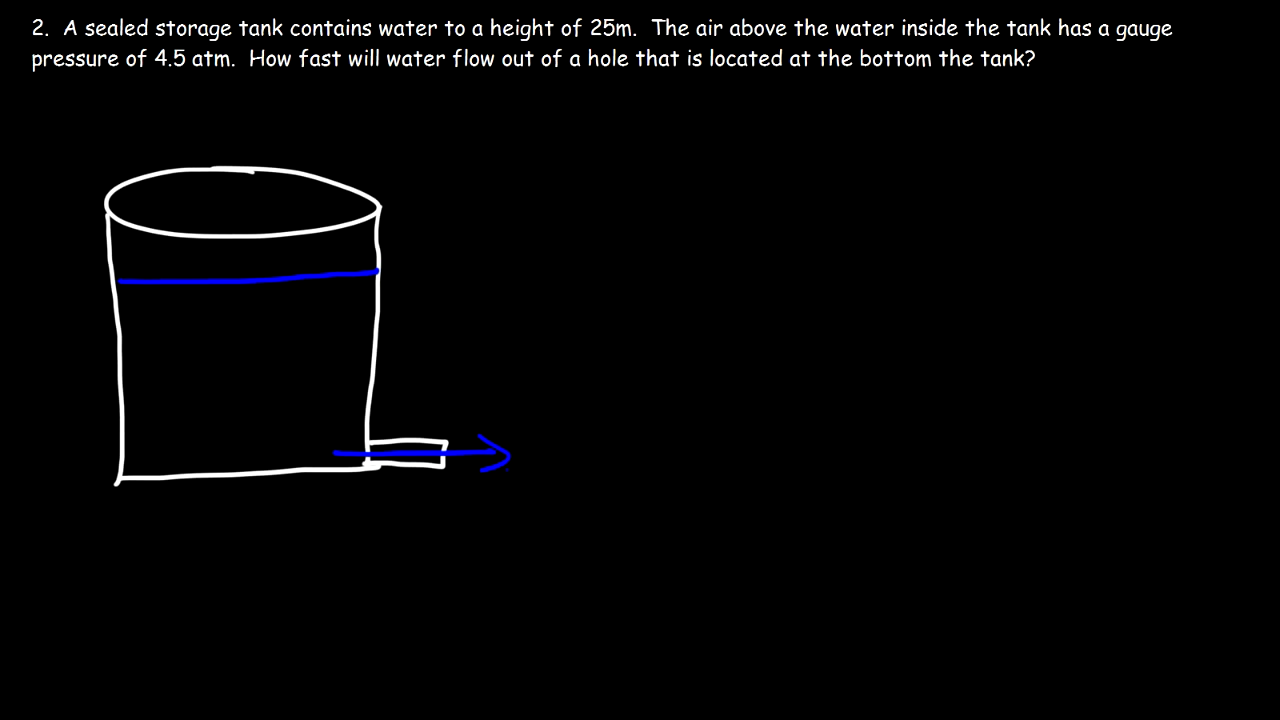 2. A sealed storage tank contains water to a height of 25m. The air above the water inside the tank has a gauge
pressure of 4.5 atm. How fast will water flow out of a hole that is located at the bottom the tank?